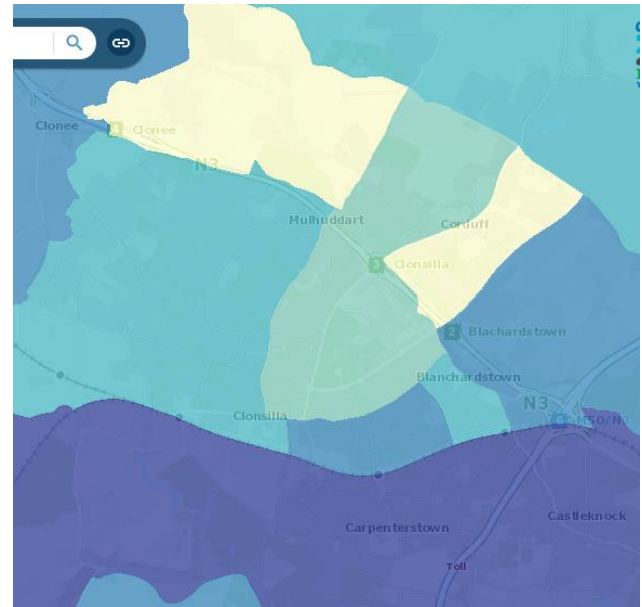 Clonee
4 Clonee
N3
Mulhuddart
Corduff
3 Clonsilla
2 Blachardstown
Blanchardstown
N3
Clonsilla
M50/N3
Castleknock
Carpenterstown
Toll